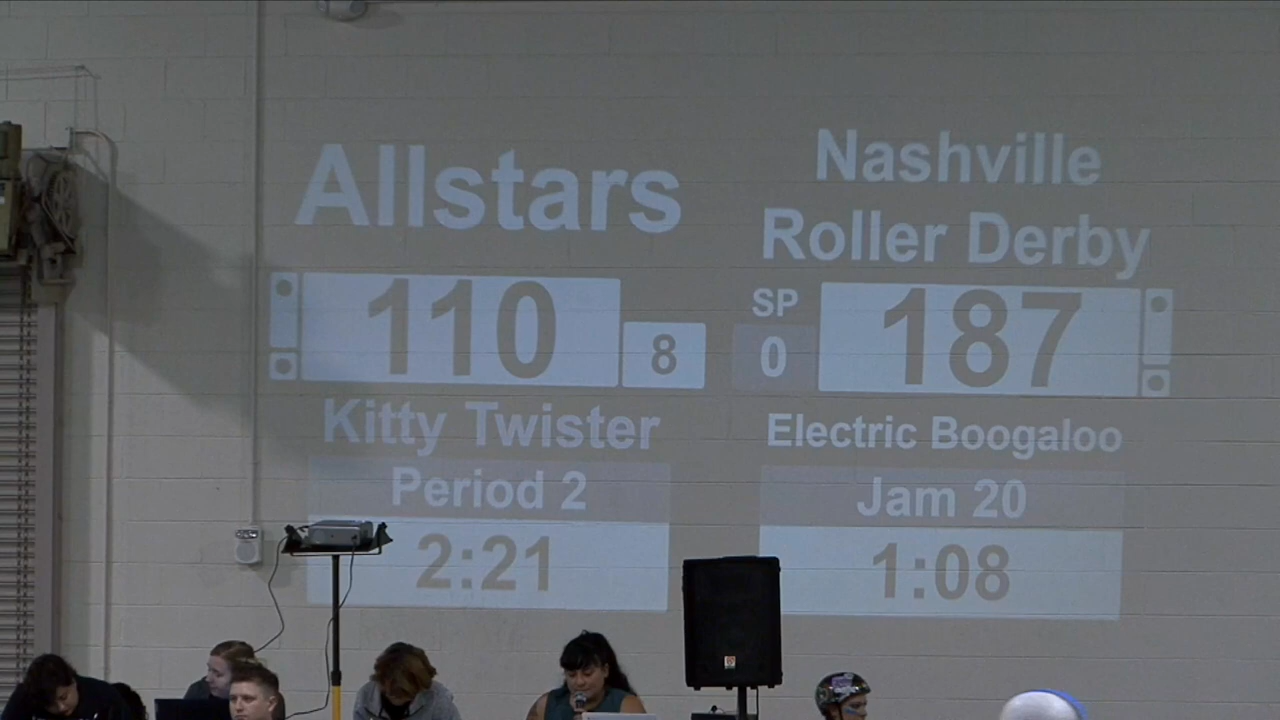 Allstars
Nashville
Roller Derby
110
8
SP
0
187
Kitty Twister
Electric Boogaloo
Period 2
Jam 20
2:21
1:08